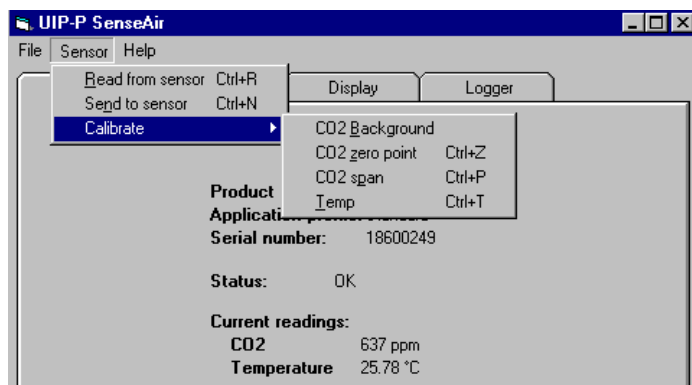 UIP-P SenseAir
File Sensor Help
Read from sensor Ctrl+R
Send to sensor Ctrl+N
Calibrate
Display Logger
CO2 Background
CO2 zero point Ctrl+Z
CO2 span Ctrl+P
Temp Ctrl+T
Product
Serial number: 18600249
Status: OK
Current readings:
CO2 637 ppm
Temperature 25.78 °C